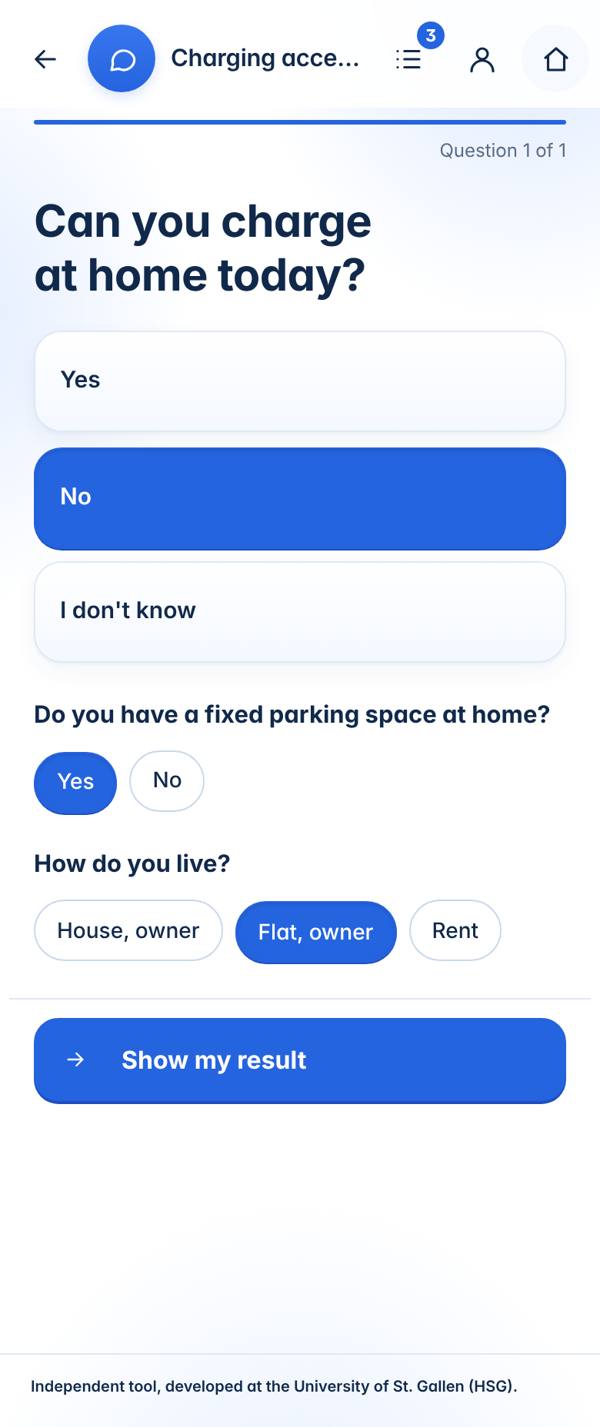 Charging acce...
3
Question 1 of 1
Can you charge
at home today?
Yes
No
I don't know
Do you have a fixed parking space at home?
Yes No
How do you live?
House, owner Flat, owner Rent
Show my result
Independent tool, developed at the University of St. Gallen (HSG).